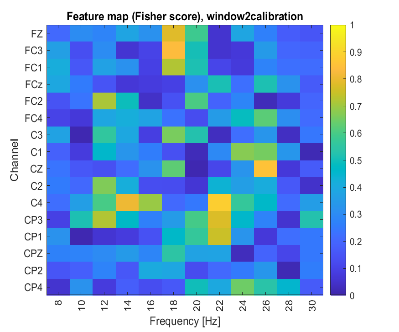 Feature map (Fisher score), window2calibration
FZ
FC3
FC1
FCz
FC2
FC4
C3
C1
CZ
C2
C4
CP3
CP1
CPZ
CP2
CP4
Channel
8 10 12 14 16 18 20 22 24 26 28 30
Frequency [Hz]
1
0.9
0.8
0.7
0.6
0.5
0.4
0.3
0.2
0.1
0